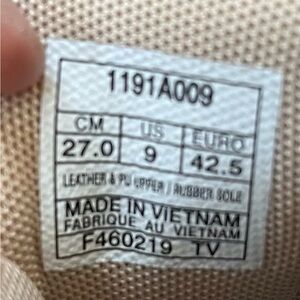 1191A009
CM US EURO
27.0 9 42.5
LEATHER & PU UPPER / RUBBER SOLE
MADE IN VIETNAM
FABRIQUE AU VIETNAM
F460219 TV